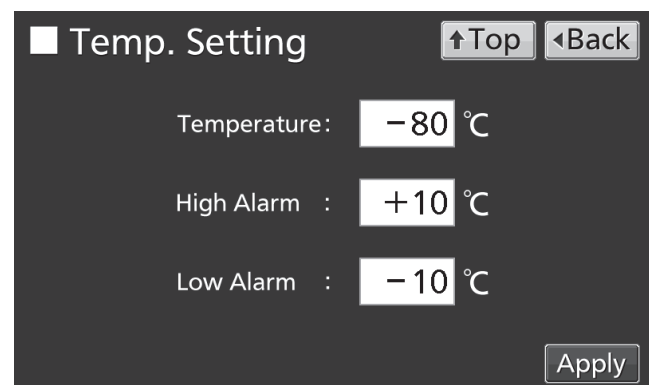 ■ Temp. Setting ↑Top ◂Back
Temperature: −80 ℃
High Alarm : +10 ℃
Low Alarm : −10 ℃
Apply